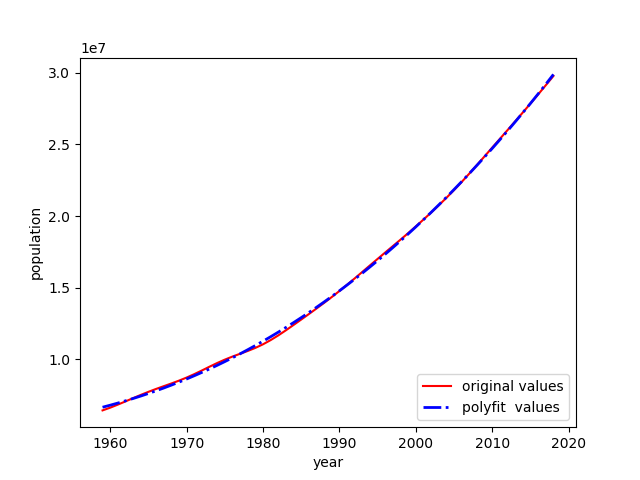 1e7
3.0
2.5
2.0
1.5
1.0
population
1960 1970 1980 1990 2000 2010 2020
year
original values
polyfit  values